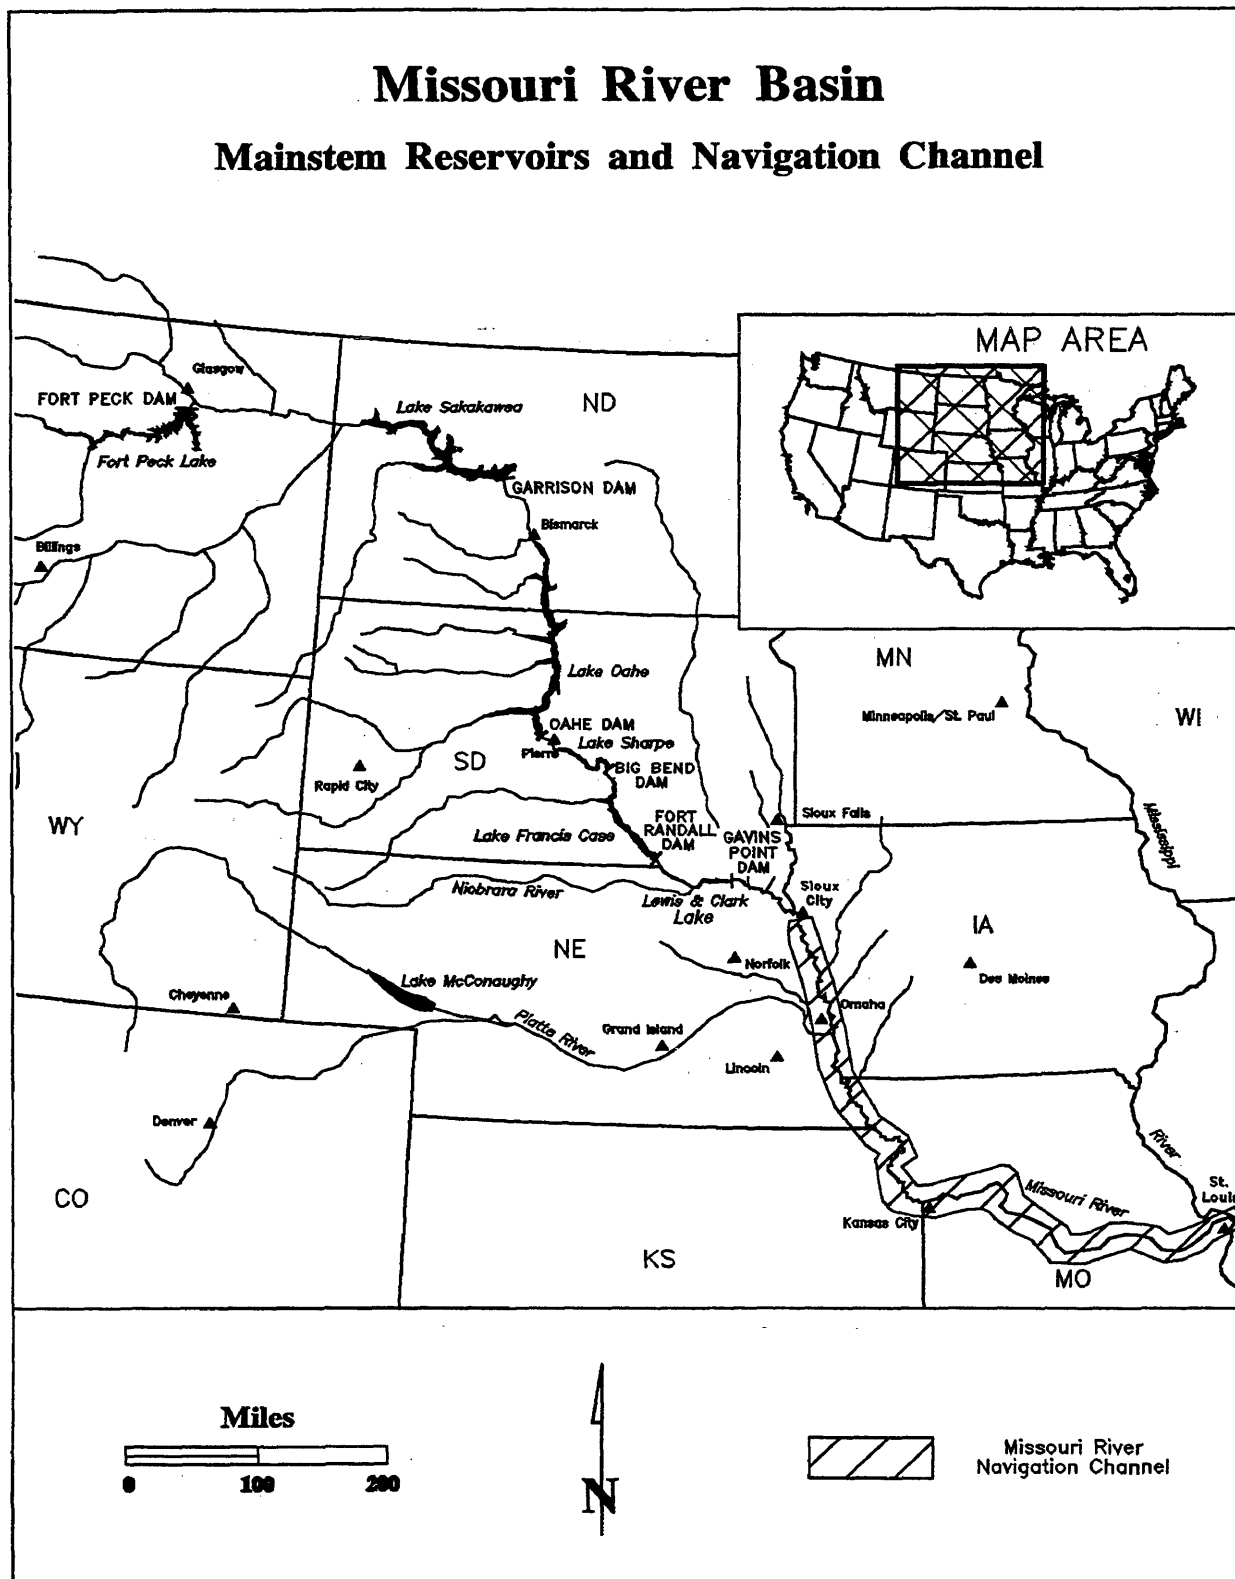 Missouri River Basin
Mainstem Reservoirs and Navigation Channel
MAP AREA
Glasgow
FORT PECK DAM
Fort Peck Lake
Lake Sakakawea
ND
GARRISON DAM
Bismarck
Billings
MN
Minneapolis/St. Paul
WI
Lake Oahe
OAHE DAM
Pierre
Lake Sharpe
SD
BIG BEND
DAM
Rapid City
WY
Lake Francis Case
FORT
RANDALL
DAM
GAVINS
POINT
DAM
Sioux Falls
Mississippi
Niobrara River
Lewis & Clark
Lake
Sioux
City
IA
NE
Norfolk
Des Moines
Lake McConaughy
Cheyenne
Platte River
Grand Island
Omaha
Lincoln
Denver
River
CO
Missouri River
St.
Louis
Kansas City
KS
MO
Miles
0 100 200
N
Missouri River
Navigation Channel